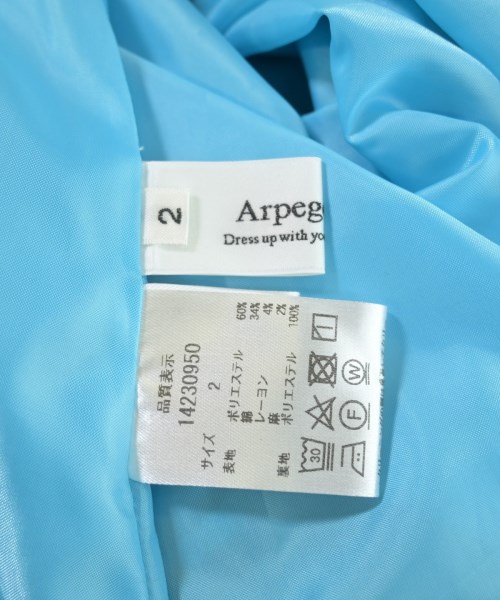 2
Arpeg
Dress up with yo
品質表示
14230950
サイズ 2
表地 ポリエステル 60%
綿 34%
レーヨン 4%
麻 2%
裏地 ポリエステル 100%
30
F
W
1